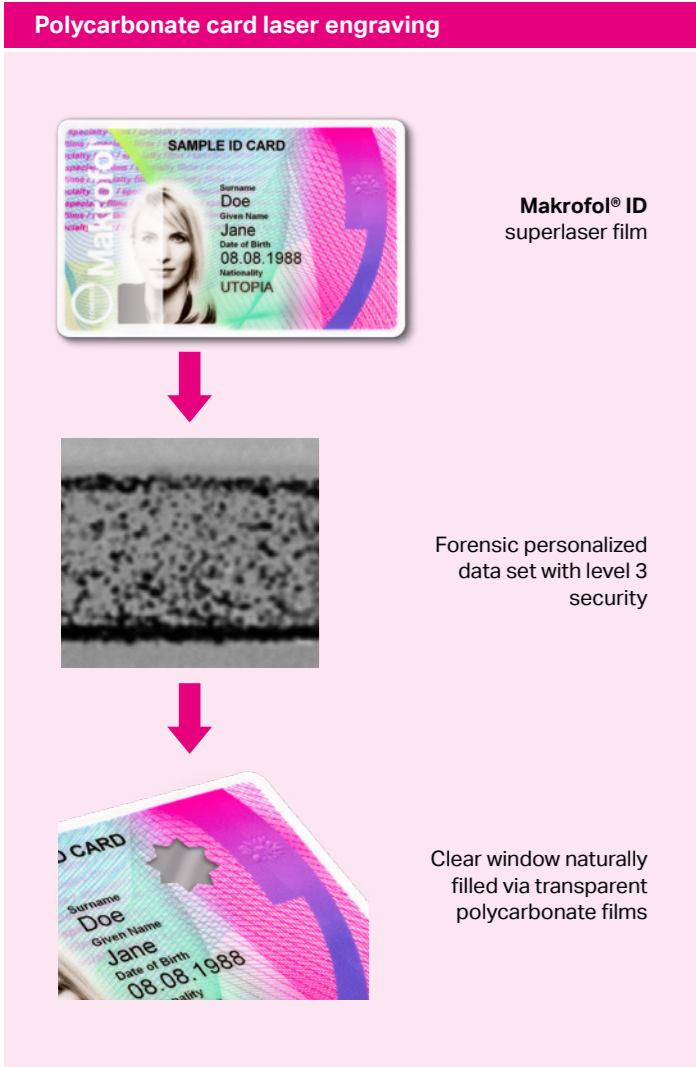 Polycarbonate card laser engraving
SAMPLE ID CARD
Makrofol®
Surname
Doe
Given Name
Jane
Date of Birth
08.08.1988
Nationality
UTOPIA
Makrofol® ID
superlaser film
Forensic personalized
data set with level 3
security
D CARD
Surname
Doe
Given Name
Jane
Date of Birth
08.08.1988
nality
Clear window naturally
filled via transparent
polycarbonate films